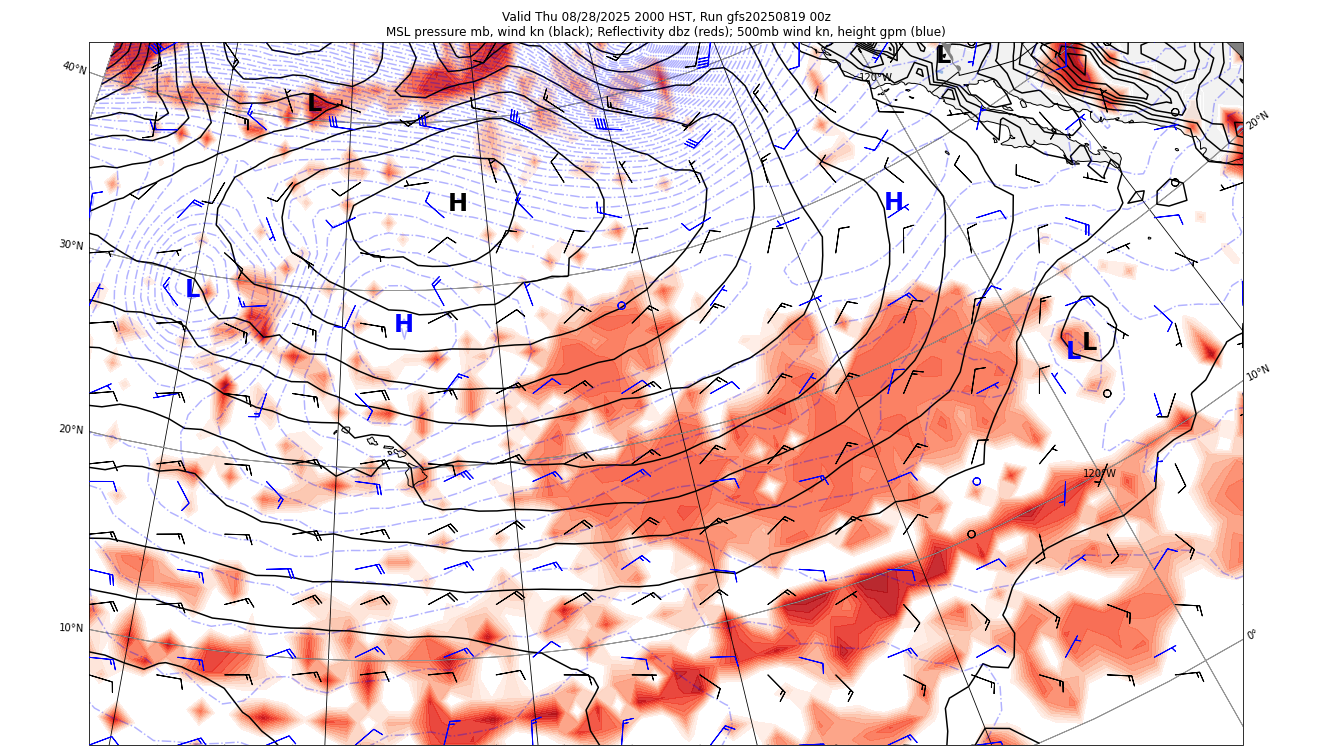 Valid Thu 08/28/2025 2000 HST, Run gfs20250819 00z
MSL pressure mb, wind kn (black); Reflectivity dbz (reds); 500mb wind kn, height gpm (blue)
L
40°N
120°W
L
20°N
H
H
30°N
L
H
L
L
10°N
20°N
120°W
10°N
0°